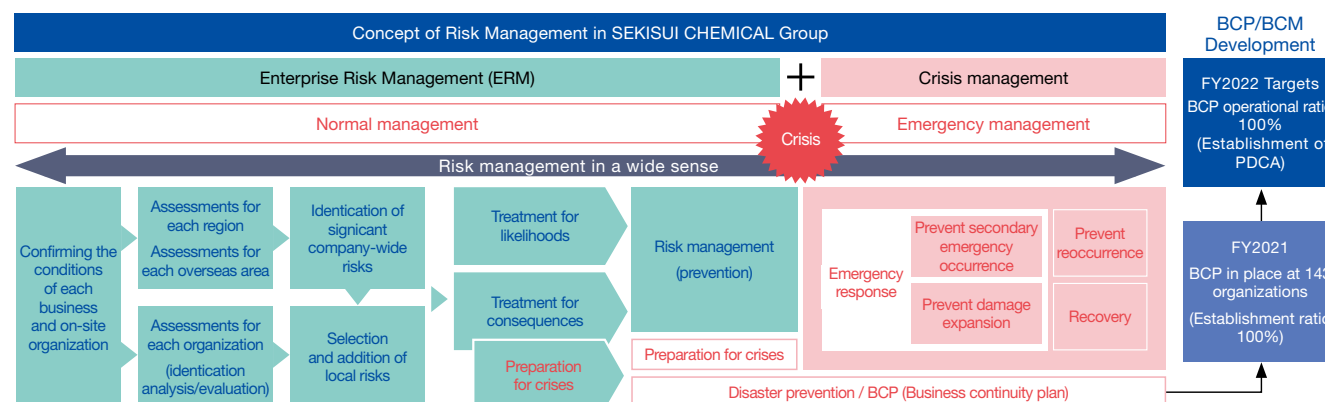 Concept of Risk Management in SEKISUI CHEMICAL Group
BCP/BCM
Development
Enterprise Risk Management (ERM)
+
Crisis management
Normal management
Crisis
Emergency management
Risk management in a wide sense
FY2022 Targets
BCP operational rati
100%
(Establishment of
PDCA)
Confirming the
conditions
of each
business
and on-site
organization
Assessments for
each region
Assessments for
each overseas area
Assessments for
each organization
(identication
analysis/evaluation)
Identication of
signicant
company-wide
risks
Selection
and addition of
local risks
Treatment for
likelihoods
Treatment for
consequences
Preparation
for crises
Risk management
(prevention)
Preparation for crises
Emergency
response
Prevent secondary
emergency
occurrence
Prevent damage
expansion
Prevent
reoccurrence
Recovery
Disaster prevention / BCP (Business continuity plan)
FY2021
BCP in place at 143
organizations
(Establishment ratio
100%)